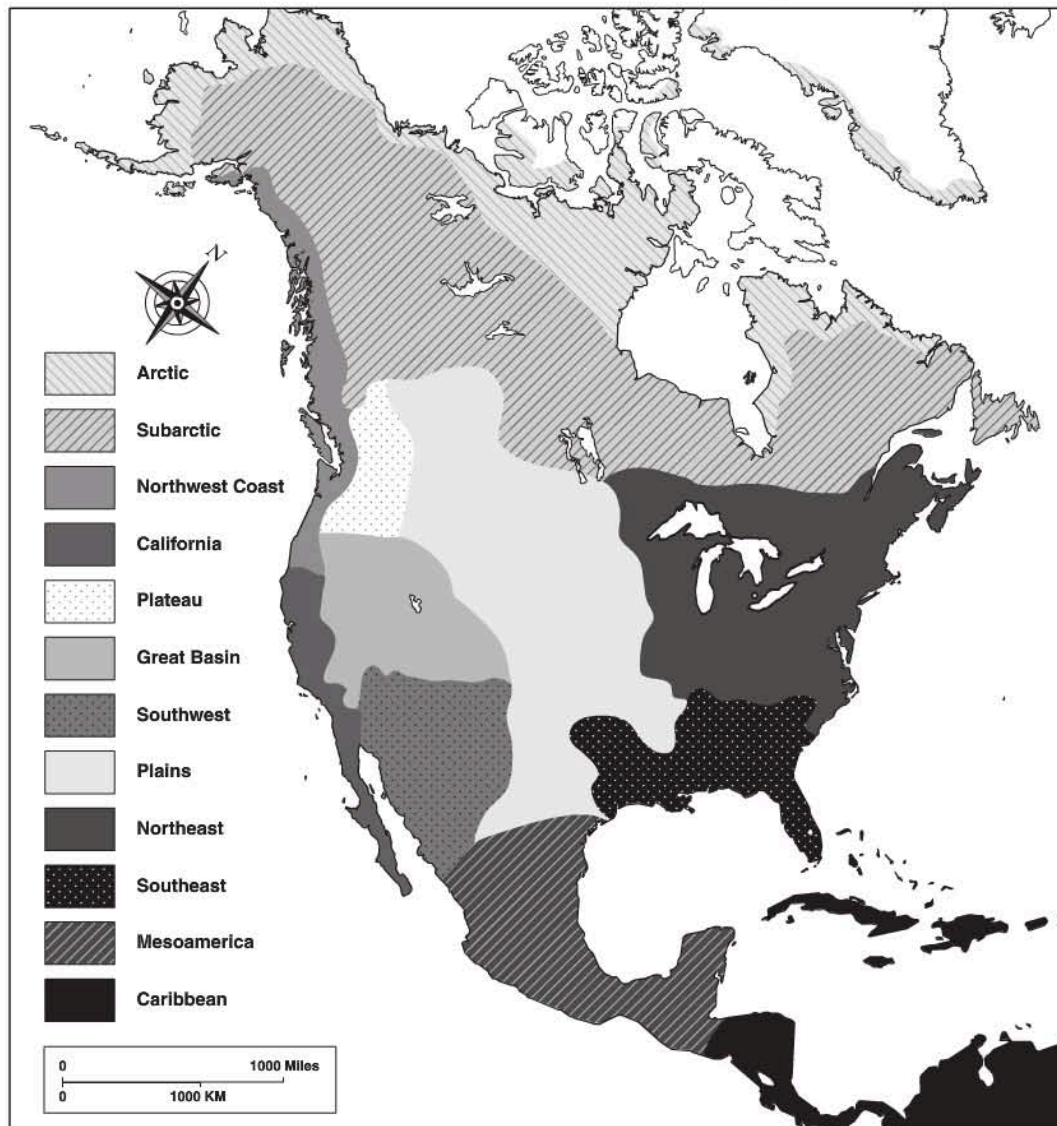 N
Arctic
Subarctic
Northwest Coast
California
Plateau
Great Basin
Southwest
Plains
Northeast
Southeast
Mesoamerica
Caribbean
0 1000 Miles
0 1000 KM